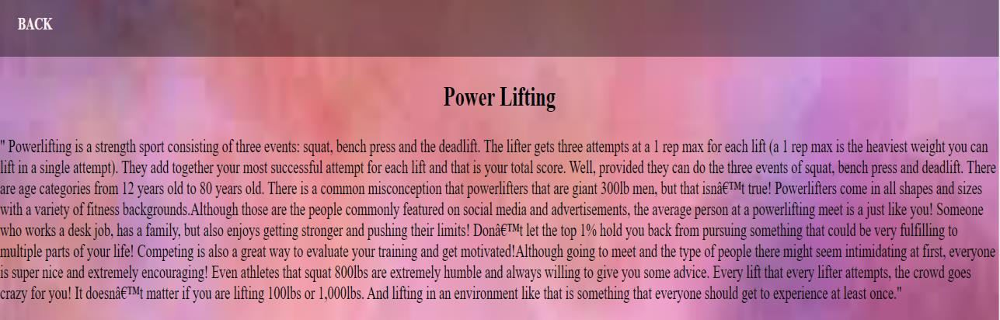 BACK
Power Lifting
" Powerlifting is a strength sport consisting of three events: squat, bench press and the deadlift. The lifter gets three attempts at a 1 rep max for each lift (a 1 rep max is the heaviest weight you can
lift in a single attempt). They add together your most successful attempt for each lift and that is your total score. Well, provided they can do the three events of squat, bench press and deadlift. There
are age categories from 12 years old to 80 years old. There is a common misconception that powerlifters that are giant 300lb men, but that isnâ€™t true! Powerlifters come in all shapes and sizes
with a variety of fitness backgrounds.Although those are the people commonly featured on social media and advertisements, the average person at a powerlifting meet is a just like you! Someone
who works a desk job, has a family, but also enjoys getting stronger and pushing their limits! Donâ€™t let the top 1% hold you back from pursuing something that could be very fulfilling to
multiple parts of your life! Competing is also a great way to evaluate your training and get motivated!Although going to meet and the type of people there might seem intimidating at first, everyone
is super nice and extremely encouraging! Even athletes that squat 800lbs are extremely humble and always willing to give you some advice. Every lift that every lifter attempts, the crowd goes
crazy for you! It doesnâ€™t matter if you are lifting 100lbs or 1,000lbs. And lifting in an environment like that is something that everyone should get to experience at least once."